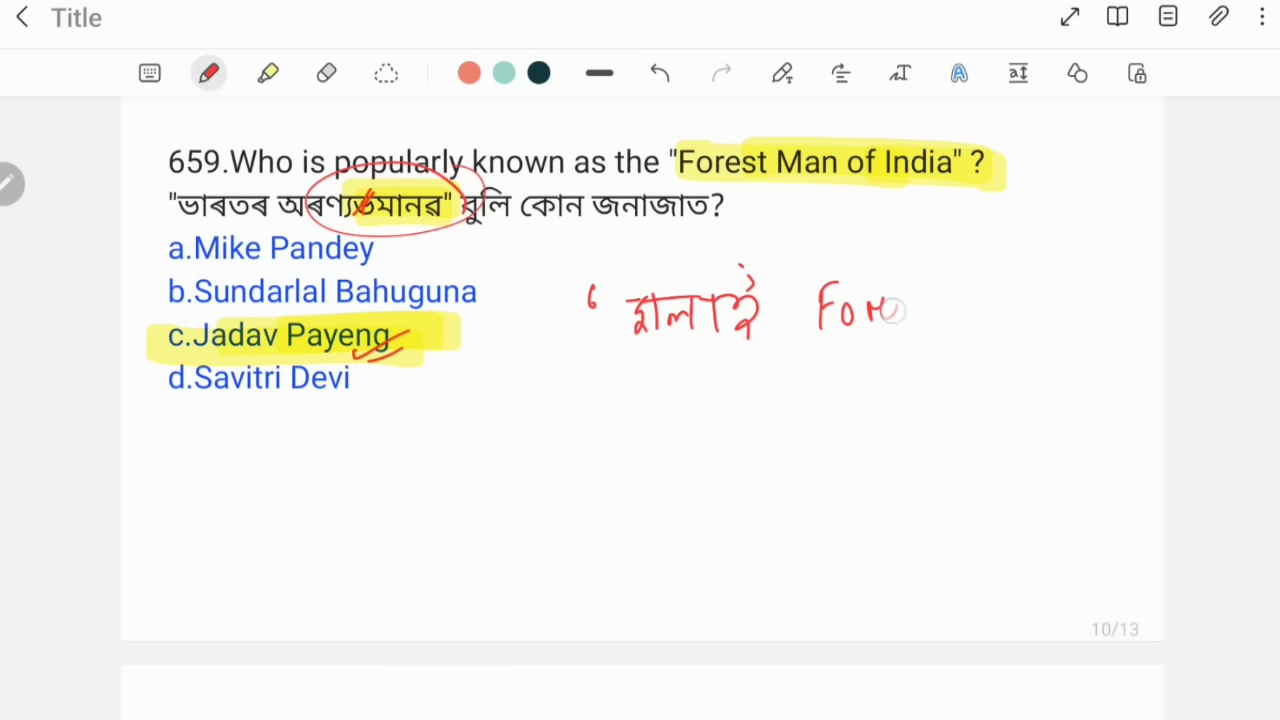 Title
659.Who is popularly known as the "Forest Man of India" ?
"ভাৰতৰ অৰণ্য মানৱ" বুলি কোন জনাজাত?
a.Mike Pandey
b.Sundarlal Bahuguna
c.Jadav Payeng
d.Savitri Devi
For
10/13